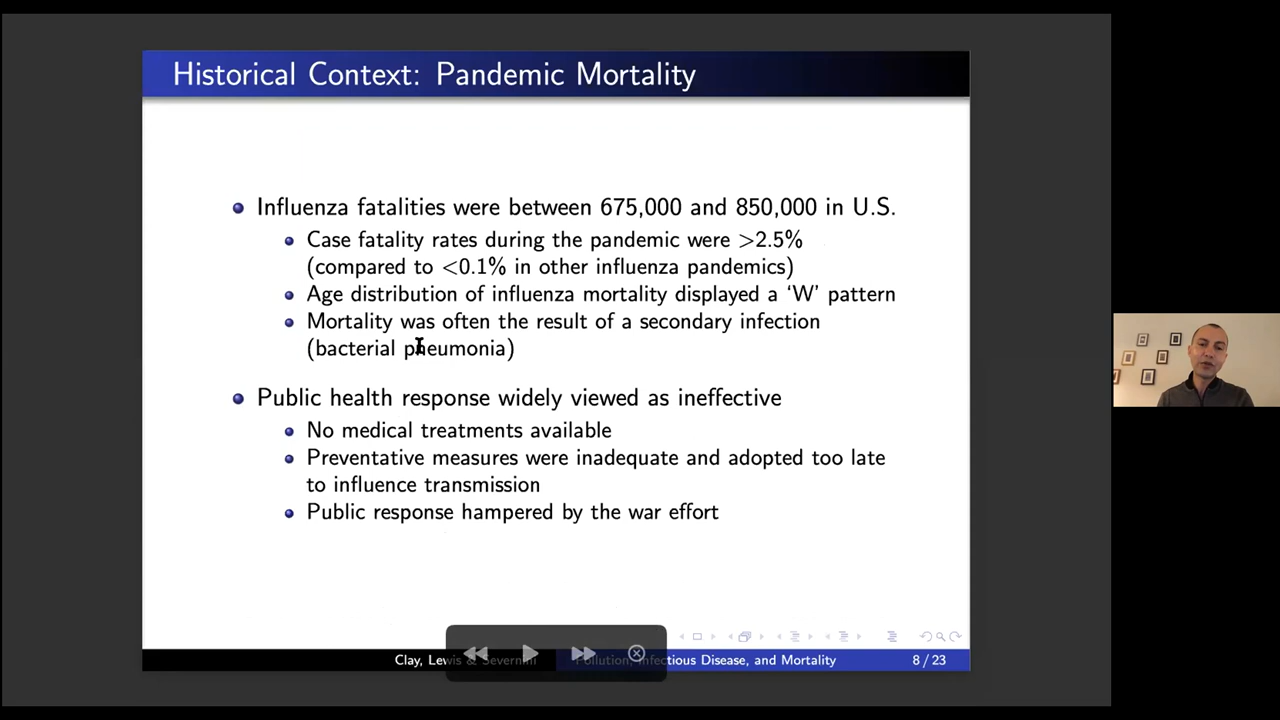 Historical Context: Pandemic Mortality
Influenza fatalities were between 675,000 and 850,000 in U.S.
Case fatality rates during the pandemic were >2.5%
(compared to <0.1% in other influenza pandemics)
Age distribution of influenza mortality displayed a ‘W’ pattern
Mortality was often the result of a secondary infection
(bacterial pneumonia)
Public health response widely viewed as ineffective
No medical treatments available
Preventative measures were inadequate and adopted too late
to influence transmission
Public response hampered by the war effort
Clay, Lewis & Severnini Pollution, Infectious Disease, and Mortality 8 / 23